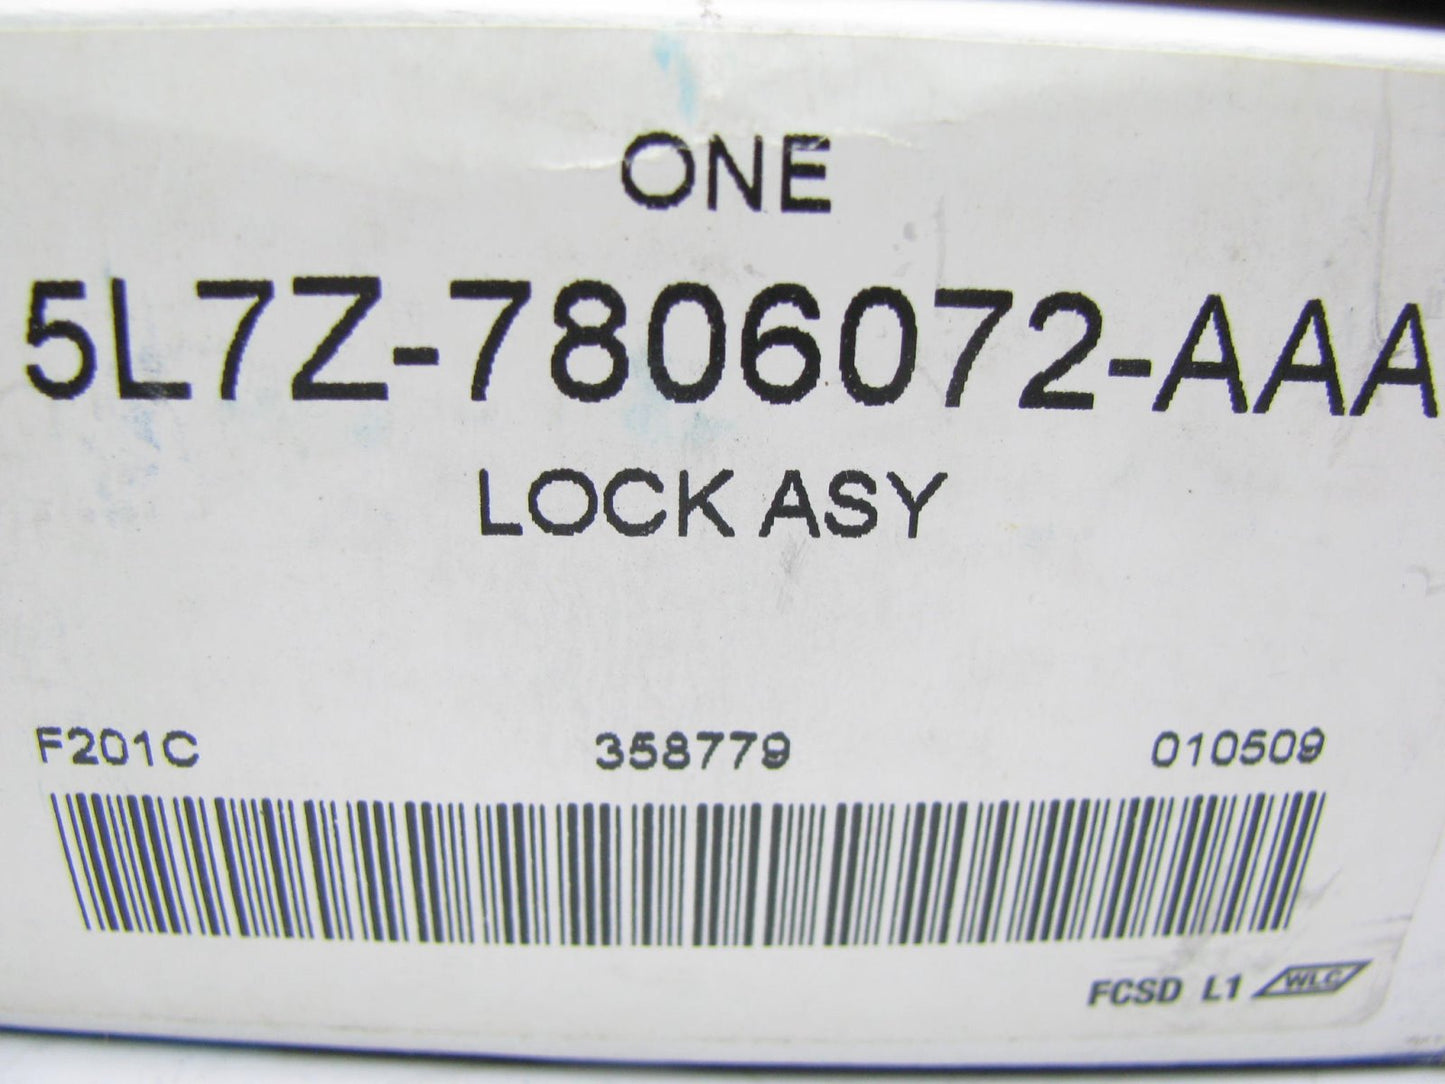 ONE
5L7Z-7806072-AAA
LOCK ASY
F201C 358779 010509
FCSD L1 WLC